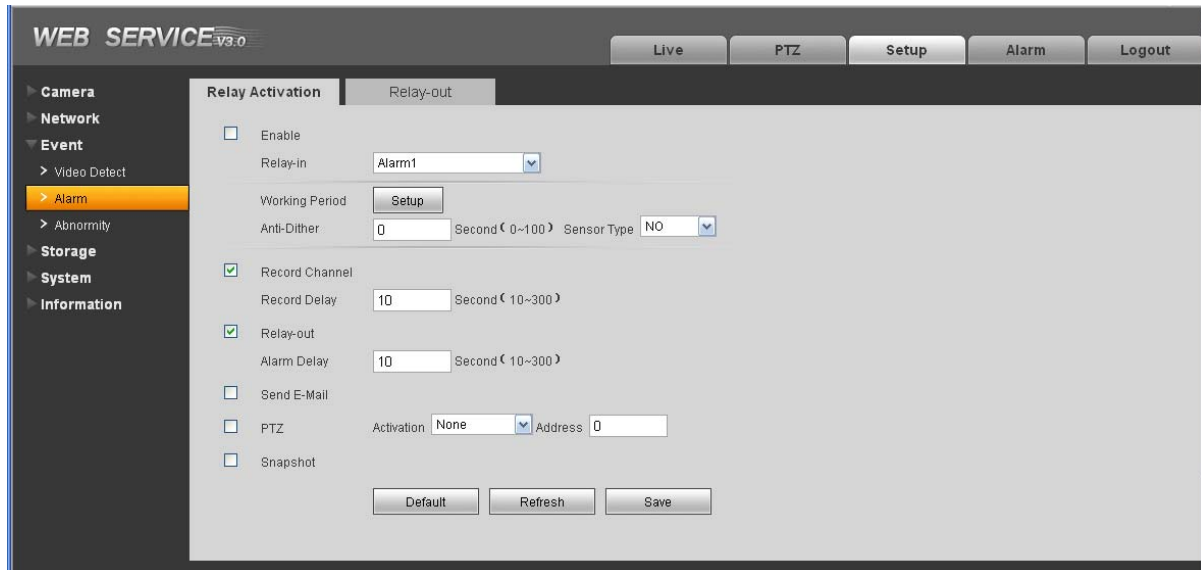 WEB SERVICE V3.0
Live PTZ Setup Alarm Logout
Camera
Network
Event
> Video Detect
> Alarm
> Abnormity
Storage
System
Information
Relay Activation Relay-out
Enable
Relay-in Alarm1
Working Period Setup
Anti-Dither 0 Second ( 0~100 ) Sensor Type NO
Record Channel
Record Delay 10 Second ( 10~300 )
Relay-out
Alarm Delay 10 Second ( 10~300 )
Send E-Mail
PTZ Activation None Address 0
Snapshot
Default Refresh Save